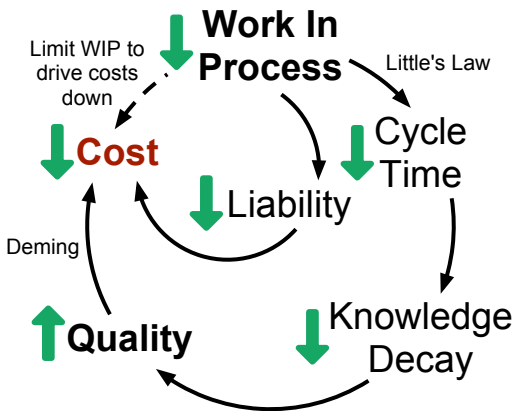 Work In
Process
Limit WIP to
drive costs
down
Little's Law
Cost
Cycle
Time
Liability
Deming
Quality
Knowledge
Decay